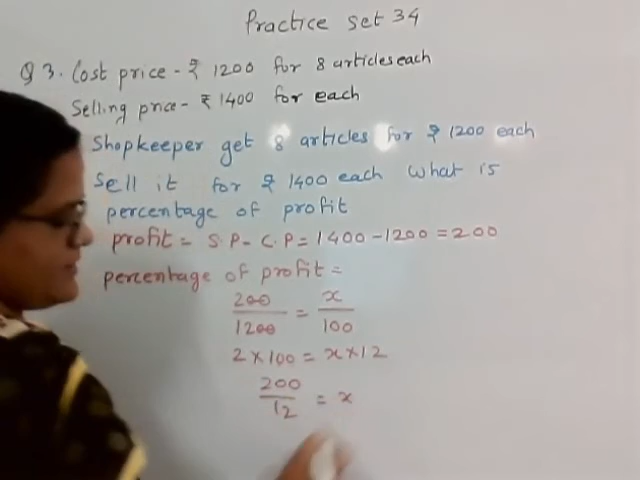 Practice set 34
Q 3. Cost price - ₹ 1200 for 8 articles each
Selling price - ₹ 1400 for each
Shopkeeper get 8 articles for ₹ 1200 each
Sell it for ₹ 1400 each what is
percentage of profit
profit = S.P - C.P = 1400 - 1200 = 200
percentage of profit =
200/1200 = x/100
2 × 100 = x × 12
200/12 = x